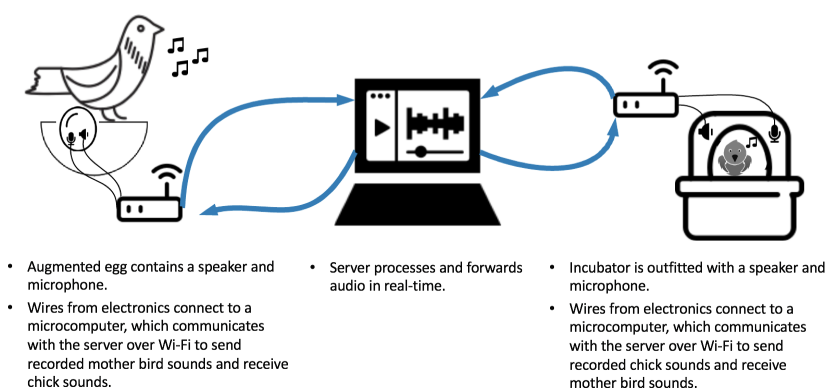 • Augmented egg contains a speaker and
microphone.
• Wires from electronics connect to a
microcomputer, which communicates
with the server over Wi-Fi to send
recorded mother bird sounds and receive
chick sounds.
• Server processes and forwards
audio in real-time.
• Incubator is outfitted with a speaker and
microphone.
• Wires from electronics connect to a
microcomputer, which communicates
with the server over Wi-Fi to send
recorded chick sounds and receive
mother bird sounds.